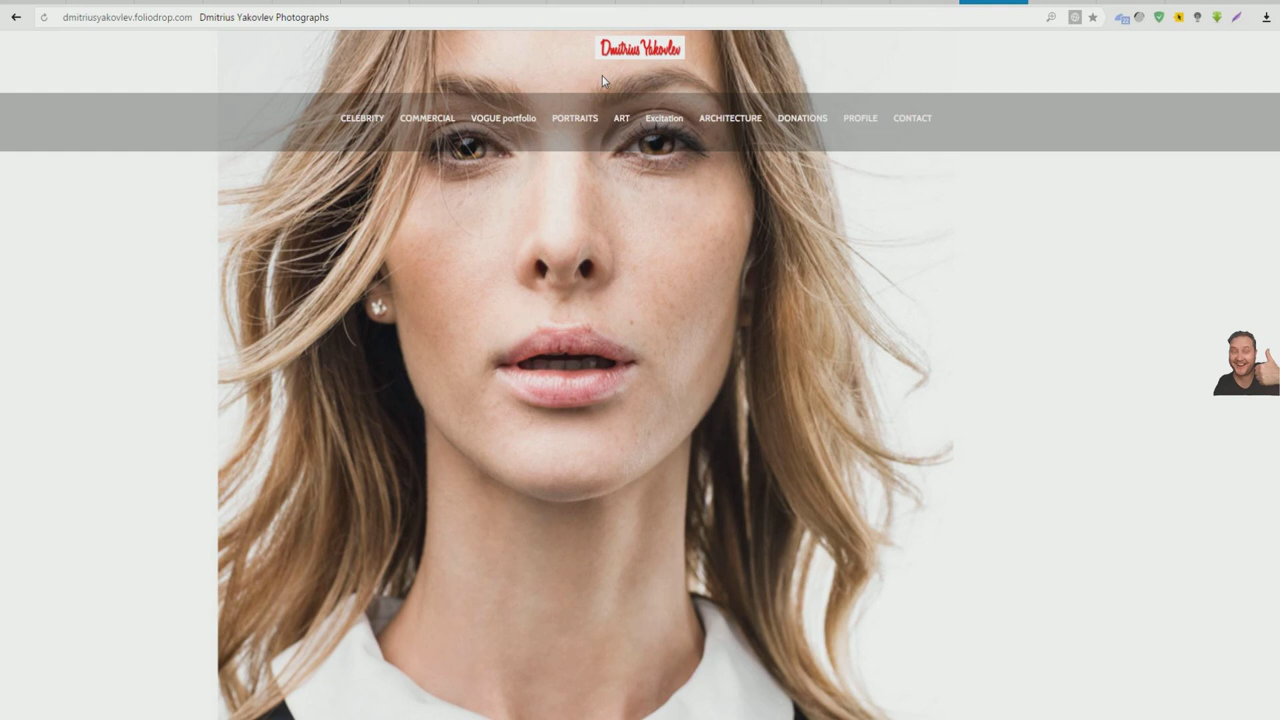 dmitriusyakovlev.foliodrop.com Dmitrius Yakovlev Photographs
Dmitrius Yakovlev
CELEBRITY COMMERCIAL VOGUE portfolio PORTRAITS ART Excitation ARCHITECTURE DONATIONS PROFILE CONTACT